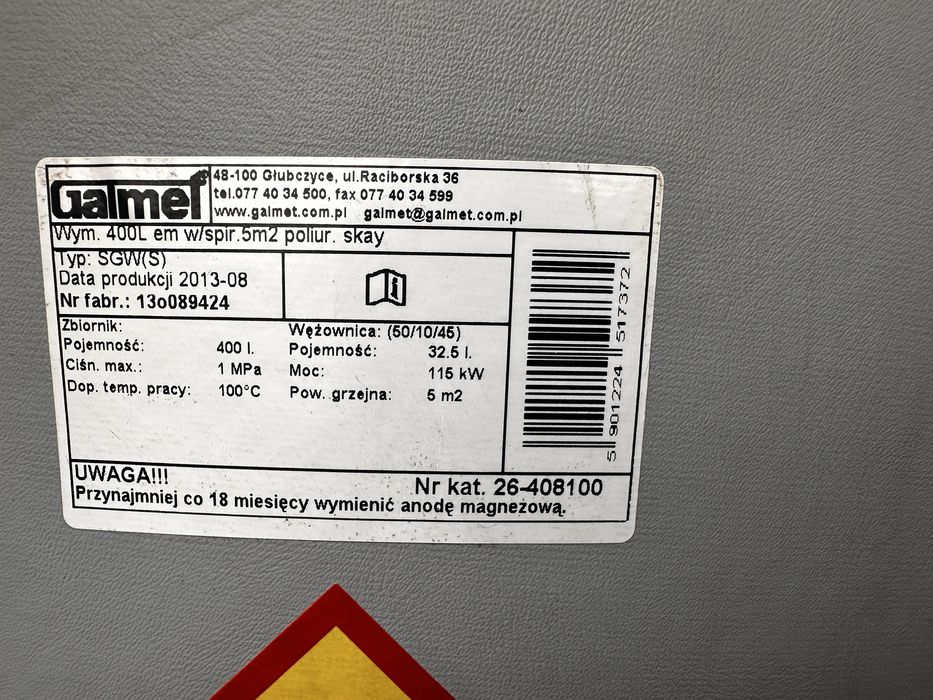 Galmet
48-100 Głubczyce, ul.Raciborska 36
tel.077 40 34 500, fax 077 40 34 599
www.galmet.com.pl galmet@galmet.com.pl
Wym. 400L em w/spir.5m2 poliur. skay
Typ: SGW(S)
Data produkcji 2013-08
Nr fabr.: 13o089424
Zbiornik:
Pojemność: 400 l.
Ciśn. max.: 1 MPa
Dop. temp. pracy: 100°C
Wężownica: (50/10/45)
Pojemność: 32.5 l.
Moc: 115 kW
Pow. grzejna: 5 m2
5 901224 517372
UWAGA!!!
Nr kat. 26-408100
Przynajmniej co 18 miesięcy wymienić anodę magnezową.